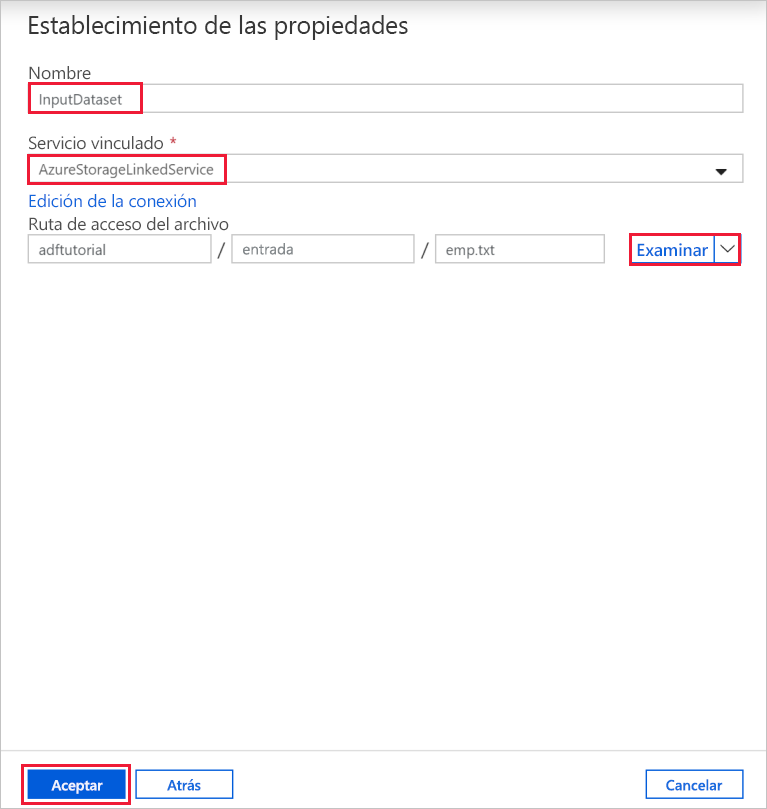 Establecimiento de las propiedades
Nombre
InputDataset
Servicio vinculado *
AzureStorageLinkedService
Edición de la conexión
Ruta de acceso del archivo
adftutorial / entrada / emp.txt Examinar
Aceptar Atrás Cancelar